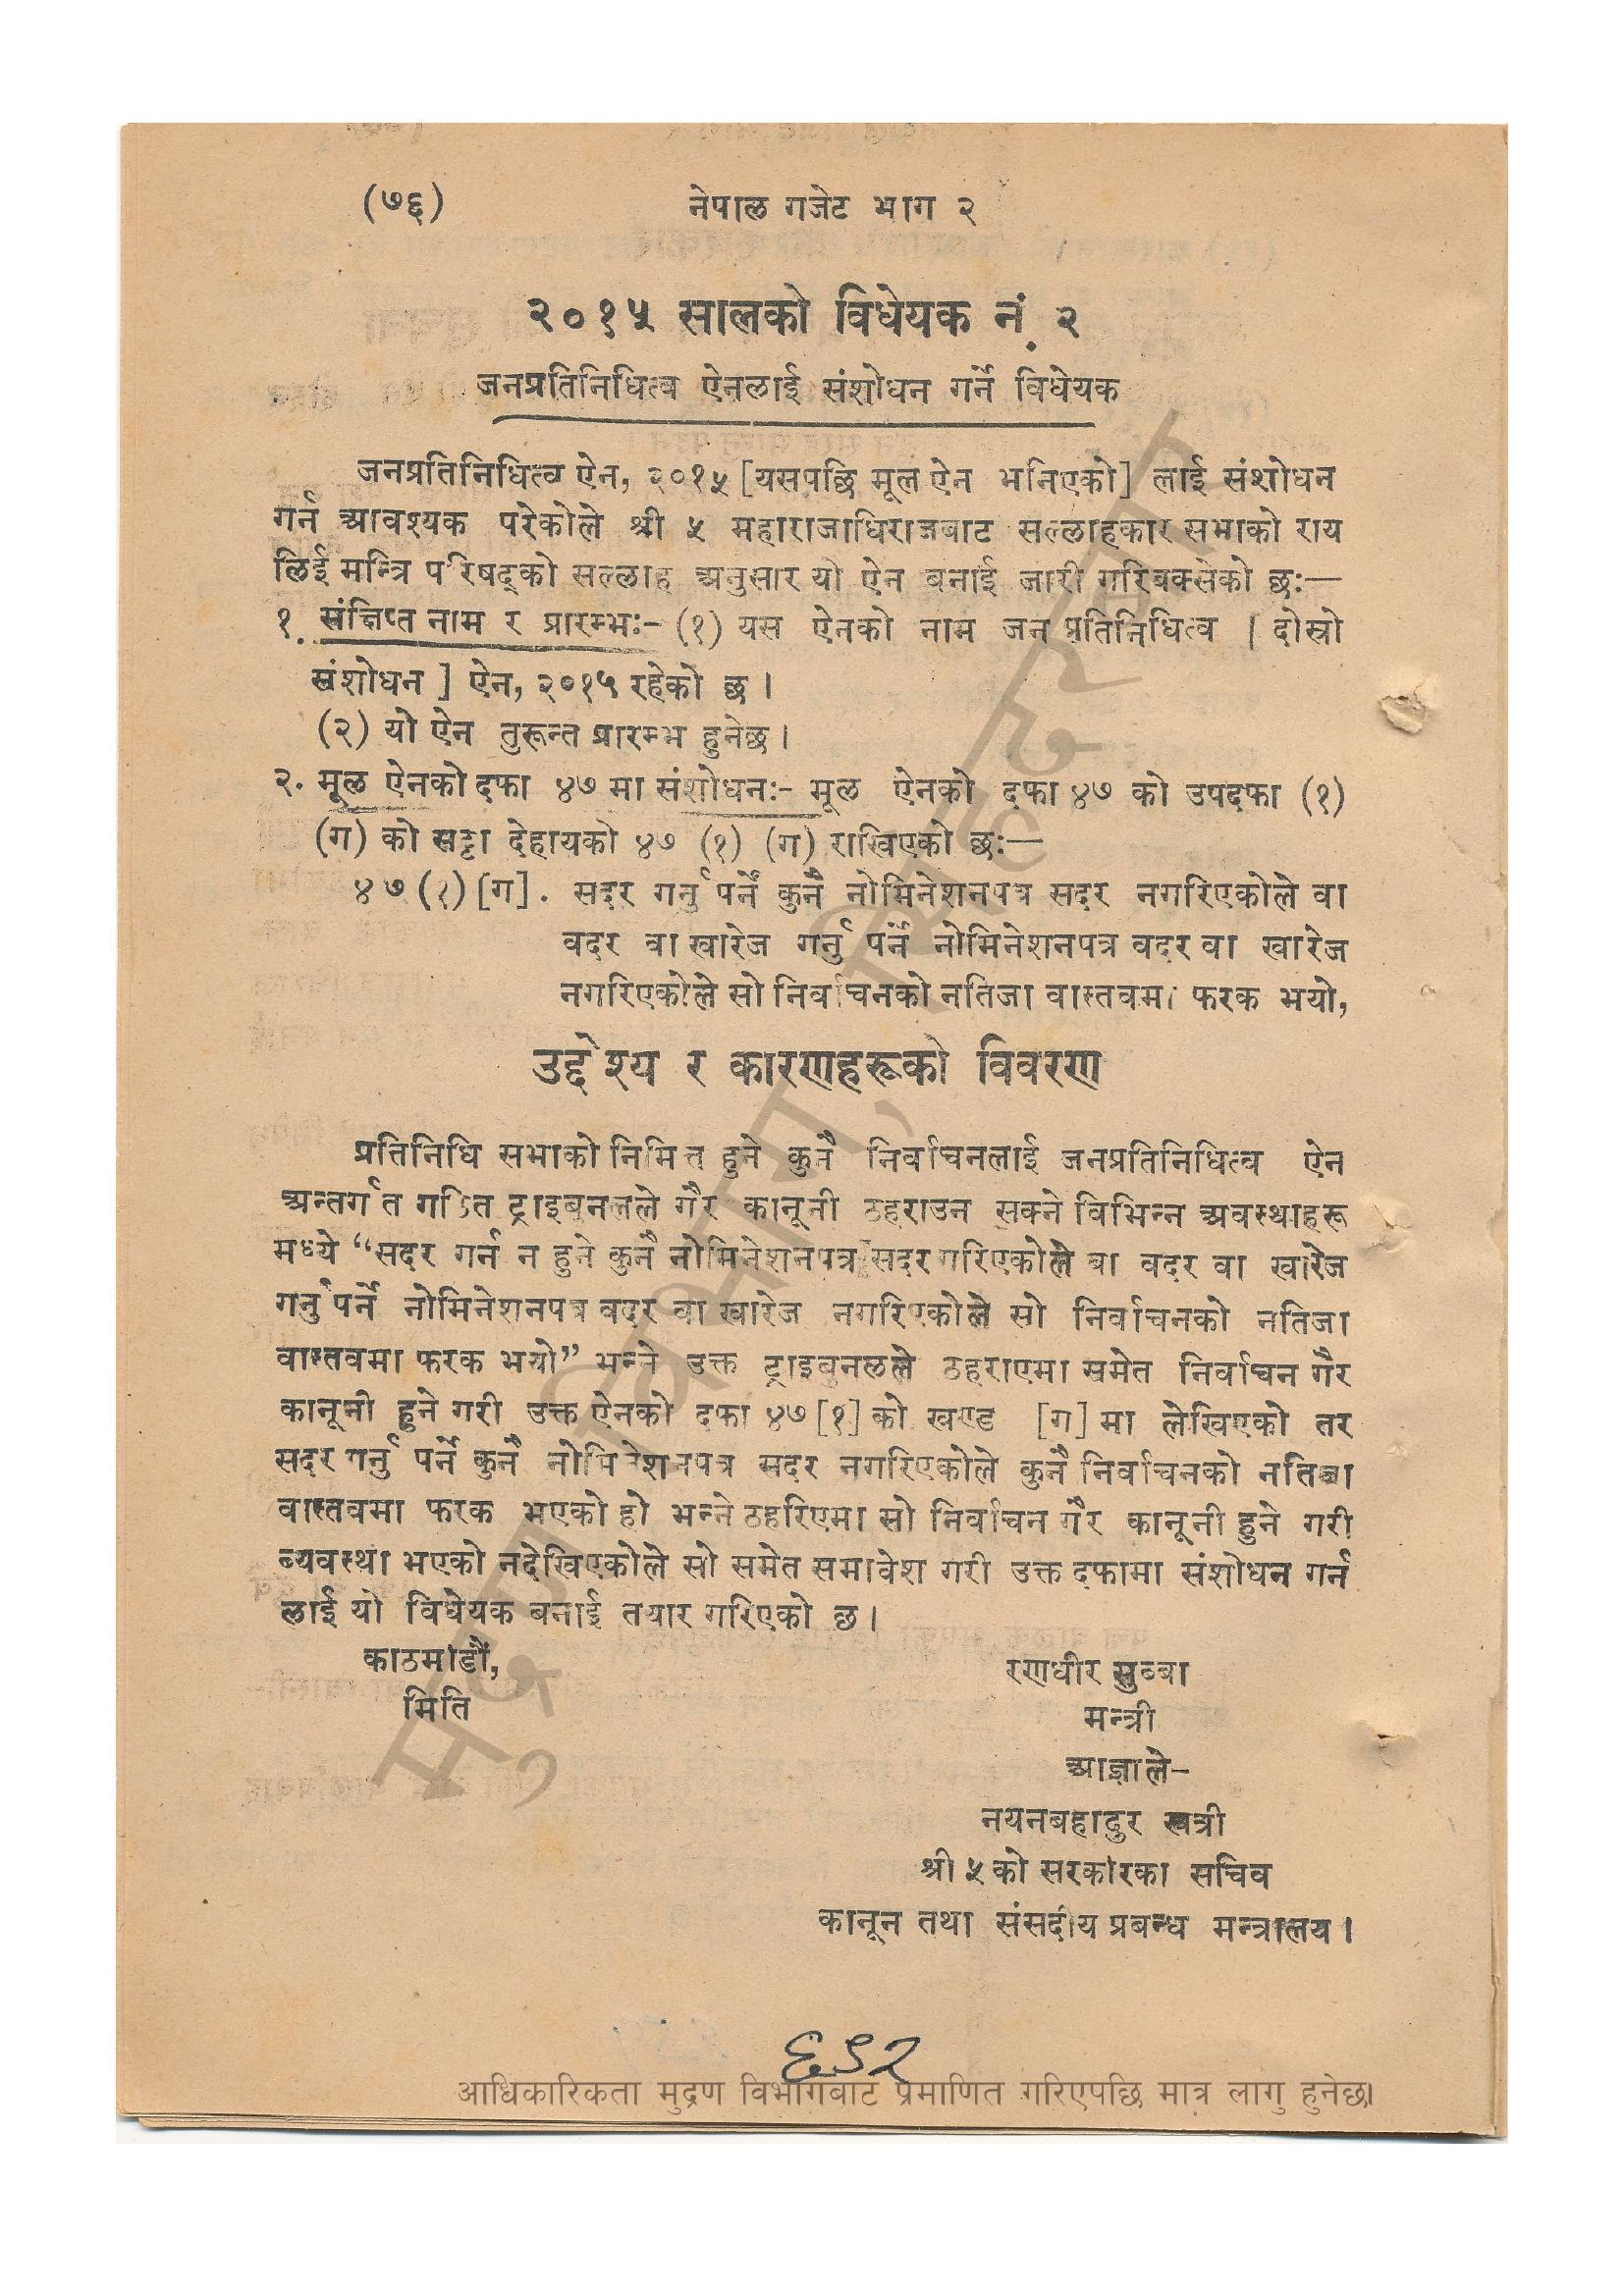 (७६) नेपाल गजेट भाग २
२०१५ सालको विधेयक नं. २
जनप्रतिनिधित्व ऐनलाई संशोधन गर्ने विधेयक
जनप्रतिनिधित्व ऐन, २०१५ [यसपछि मूल ऐन भनिएको] लाई संशोधन
गर्न आवश्यक परेकोले श्री ५ महाराजाधिराजबाट सल्लाहकार सभाको राय
लिई मन्त्रि परिषद्को सल्लाह अनुसार यो ऐन बनाई जारी गरिबक्सेको छः—
१. संक्षिप्त नाम र प्रारम्भः- (१) यस ऐनको नाम जन प्रतिनिधित्व [ दोस्रो
संशोधन ] ऐन, २०१५ रहेको छ ।
(२) यो ऐन तुरून्त प्रारम्भ हुनेछ ।
२. मूल ऐनको दफा ४७ मा संशोधनः- मूल ऐनको दफा ४७ को उपदफा (१)
(ग) को सट्टा देहायको ४७ (१) (ग) राखिएको छः—
४७ (१) [ग]. सदर गर्नु पर्ने कुनै नोमिनेशनपत्र सदर नगरिएकोले वा
वदर वा खारेज गर्नु पर्ने नोमिनेशनपत्र वदर वा खारेज
नगरिएकोले सो निर्वाचनको नतिजा वास्तवमा फरक भयो,
उद्देश्य र कारणहरूको विवरण
प्रतिनिधि सभाको निमित्त हुने कुनै निर्वाचनलाई जनप्रतिनिधित्व ऐन
अन्तर्गत गठित ट्राइबुनलले गैर कानूनी ठहराउन सक्ने विभिन्न अवस्थाहरू
मध्ये “सदर गर्न न हुने कुनै नोमिनेशनपत्र सदर गरिएकोले वा वदर वा खारेज
गर्नु पर्ने नोमिनेशनपत्र वदर वा खारेज नगरिएकोले सो निर्वाचनको नतिजा
वास्तवमा फरक भयो” भन्ने उक्त ट्राइबुनलले ठहराएमा समेत निर्वाचन गैर
कानूनी हुने गरी उक्त ऐनको दफा ४७ [१] को खण्ड [ग] मा लेखिएको तर
सदर गर्नु पर्ने कुनै नोमिनेशनपत्र सदर नगरिएकोले कुनै निर्वाचनको नतिजा
वास्तवमा फरक भएको हो भन्ने ठहरिएमा सो निर्वाचन गैर कानूनी हुने गरी
व्यवस्था भएको नदेखिएकोले सो समेत समावेश गरी उक्त दफामा संशोधन गर्न
लाई यो विधेयक बनाई तयार गरिएको छ ।
काठमाडौं,
मिति
रणधीर सुब्बा
मन्त्री
आज्ञाले-
नयनबहादुर खत्री
श्री ५ को सरकारका सचिव
कानून तथा संसदीय प्रबन्ध मन्त्रालय ।
६९२
आधिकारिकता मुद्रण विभागबाट प्रमाणित गरिएपछि मात्र लागु हुनेछ।
मुद्रण विभाग, सिंहदरबार